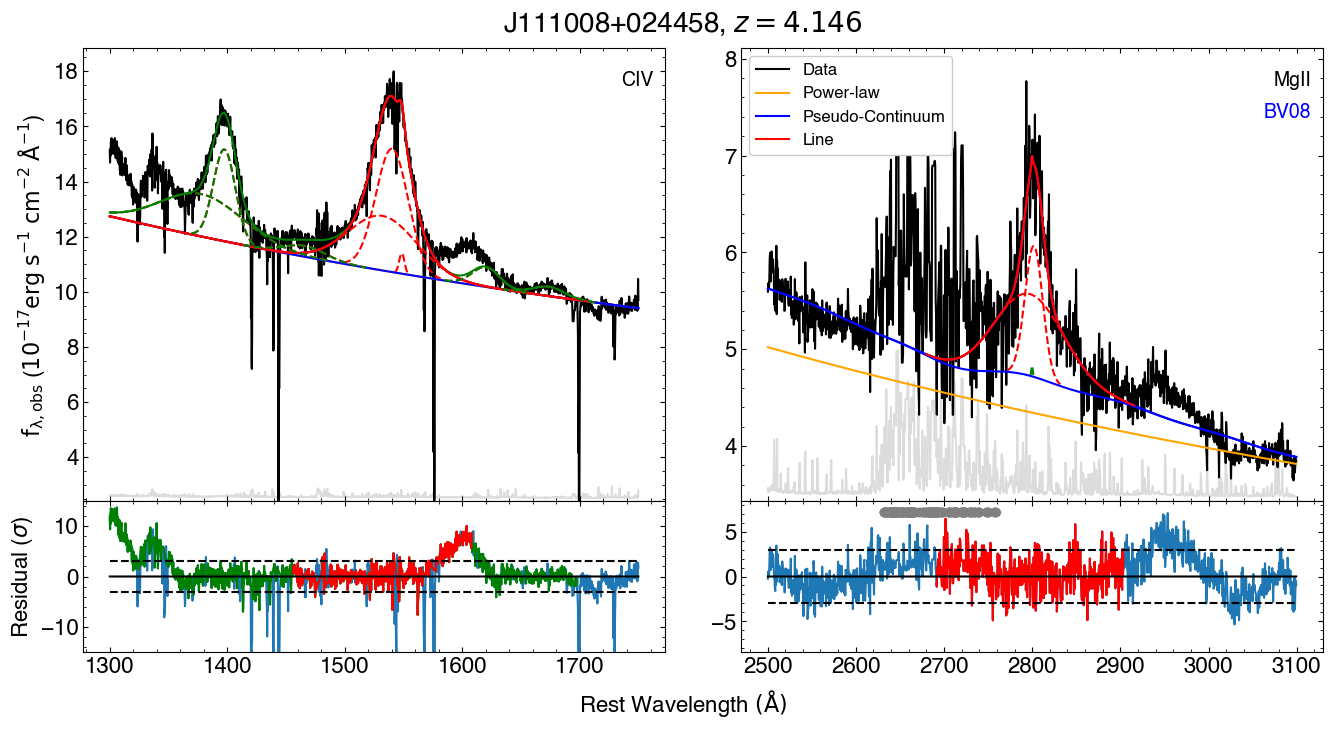 J111008+024458, z = 4.146
CIV
MgII
BV08
Data
Power-law
Pseudo-Continuum
Line
f_{λ,obs} (10^{−17}erg s^{−1} cm^{−2} Å^{−1})
18
16
14
12
10
8
6
4
8
7
6
5
4
Residual (σ)
10
0
−10
5
0
−5
1300 1400 1500 1600 1700
2500 2600 2700 2800 2900 3000 3100
Rest Wavelength (Å)